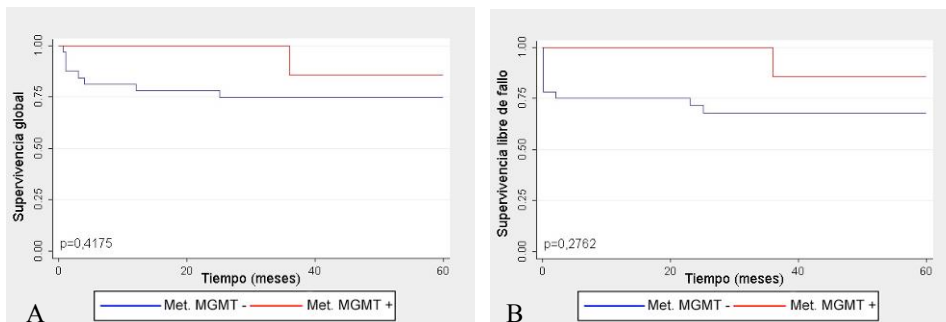 Supervivencia global
1.00
0.75
0.50
0.25
0.00
p=0,4175
0 20 40 60
Tiempo (meses)
Met. MGMT - Met. MGMT +
A
Supervivencia libre de fallo
1.00
0.75
0.50
0.25
0.00
p=0,2762
0 20 40 60
Tiempo (meses)
Met. MGMT - Met. MGMT +
B